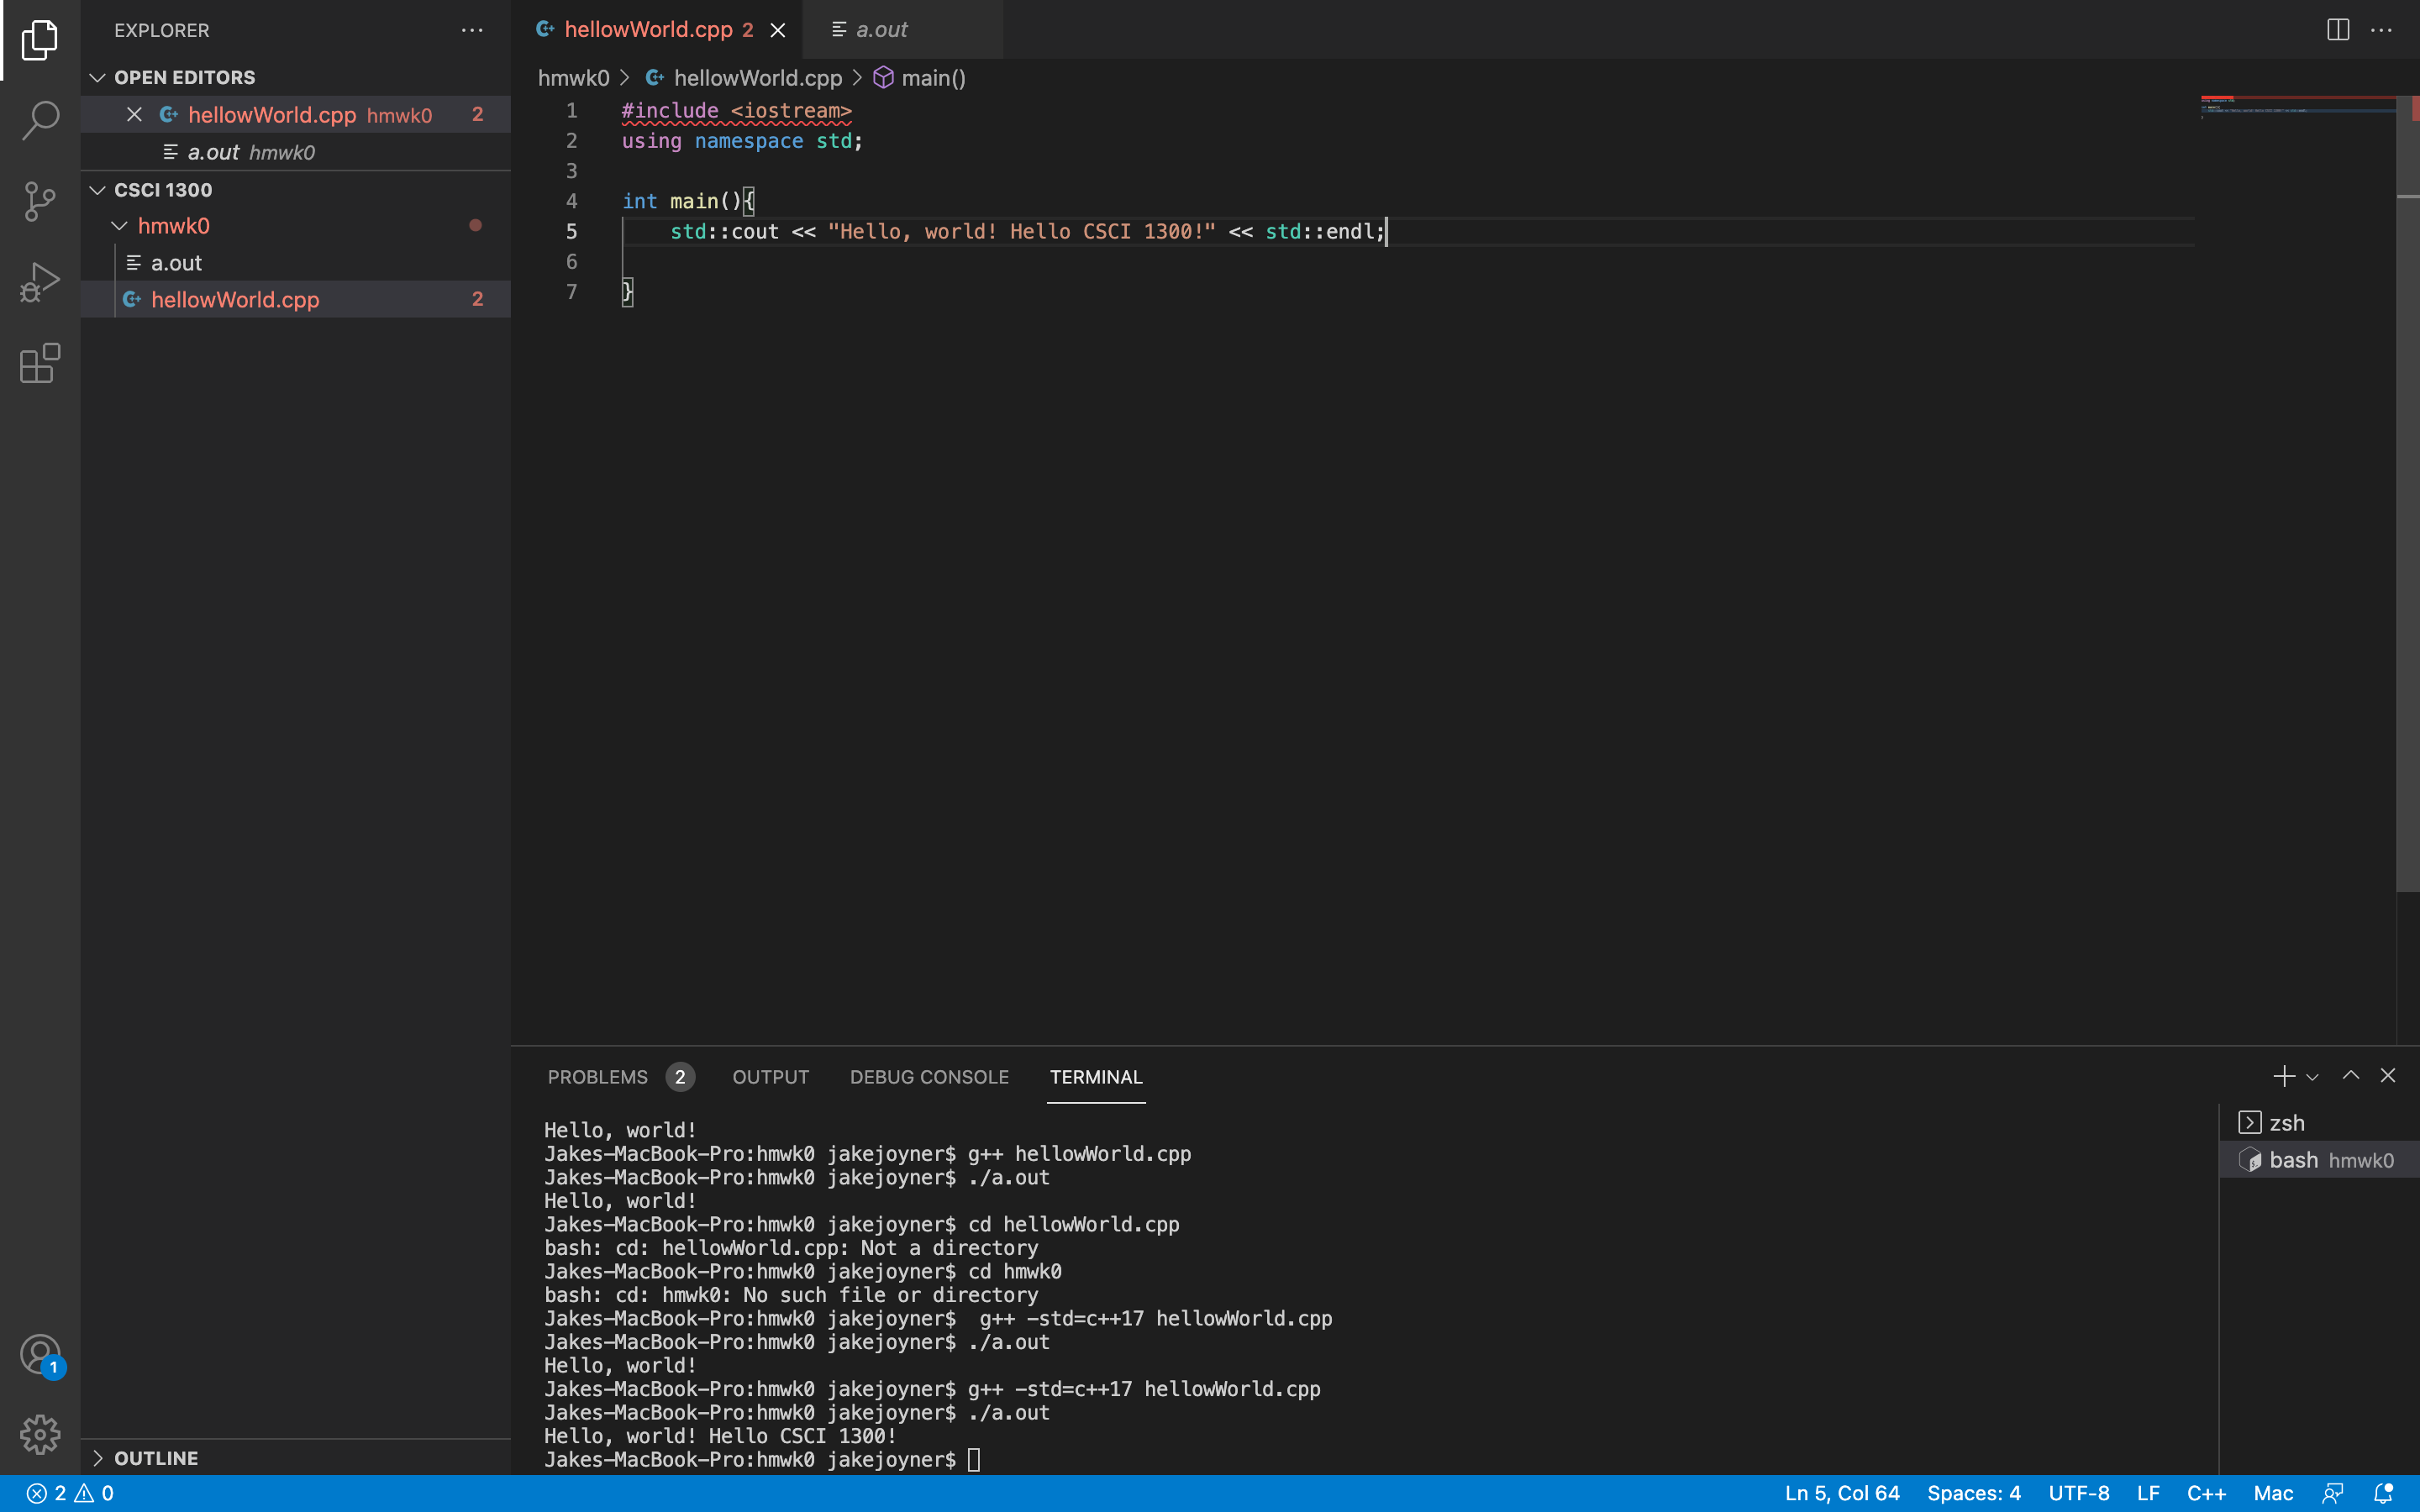 EXPLORER
OPEN EDITORS
hellowWorld.cpp hmwk0 2
a.out hmwk0
CSCI 1300
hmwk0
a.out
hellowWorld.cpp 2
OUTLINE
hellowWorld.cpp 2 a.out
hmwk0 > hellowWorld.cpp > main()
1 #include <iostream>
2 using namespace std;
3
4 int main(){
5 std::cout << "Hello, world! Hello CSCI 1300!" << std::endl;
6
7 }
PROBLEMS 2 OUTPUT DEBUG CONSOLE TERMINAL
Hello, world!
Jakes-MacBook-Pro:hmwk0 jakejoyner$ g++ hellowWorld.cpp
Jakes-MacBook-Pro:hmwk0 jakejoyner$ ./a.out
Hello, world!
Jakes-MacBook-Pro:hmwk0 jakejoyner$ cd hellowWorld.cpp
bash: cd: hellowWorld.cpp: Not a directory
Jakes-MacBook-Pro:hmwk0 jakejoyner$ cd hmwk0
bash: cd: hmwk0: No such file or directory
Jakes-MacBook-Pro:hmwk0 jakejoyner$  g++ -std=c++17 hellowWorld.cpp
Jakes-MacBook-Pro:hmwk0 jakejoyner$ ./a.out
Hello, world!
Jakes-MacBook-Pro:hmwk0 jakejoyner$ g++ -std=c++17 hellowWorld.cpp
Jakes-MacBook-Pro:hmwk0 jakejoyner$ ./a.out
Hello, world! Hello CSCI 1300!
Jakes-MacBook-Pro:hmwk0 jakejoyner$
zsh
bash hmwk0
1
2 0 Ln 5, Col 64 Spaces: 4 UTF-8 LF C++ Mac